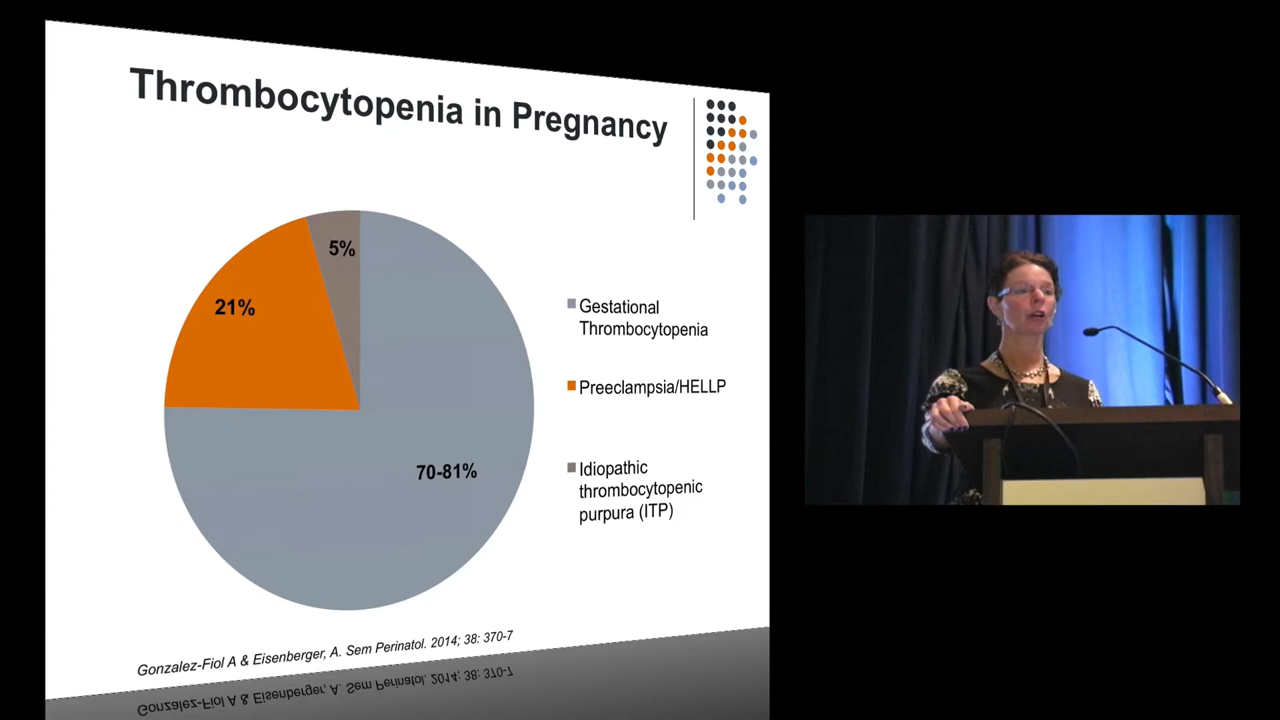 Thrombocytopenia in Pregnancy
5%
21%
70-81%
Gestational
Thrombocytopenia
Preeclampsia/HELLP
Idiopathic
thrombocytopenic
purpura (ITP)
Gonzalez-Fiol A & Eisenberger, A. Sem Perinatol. 2014; 38: 370-7